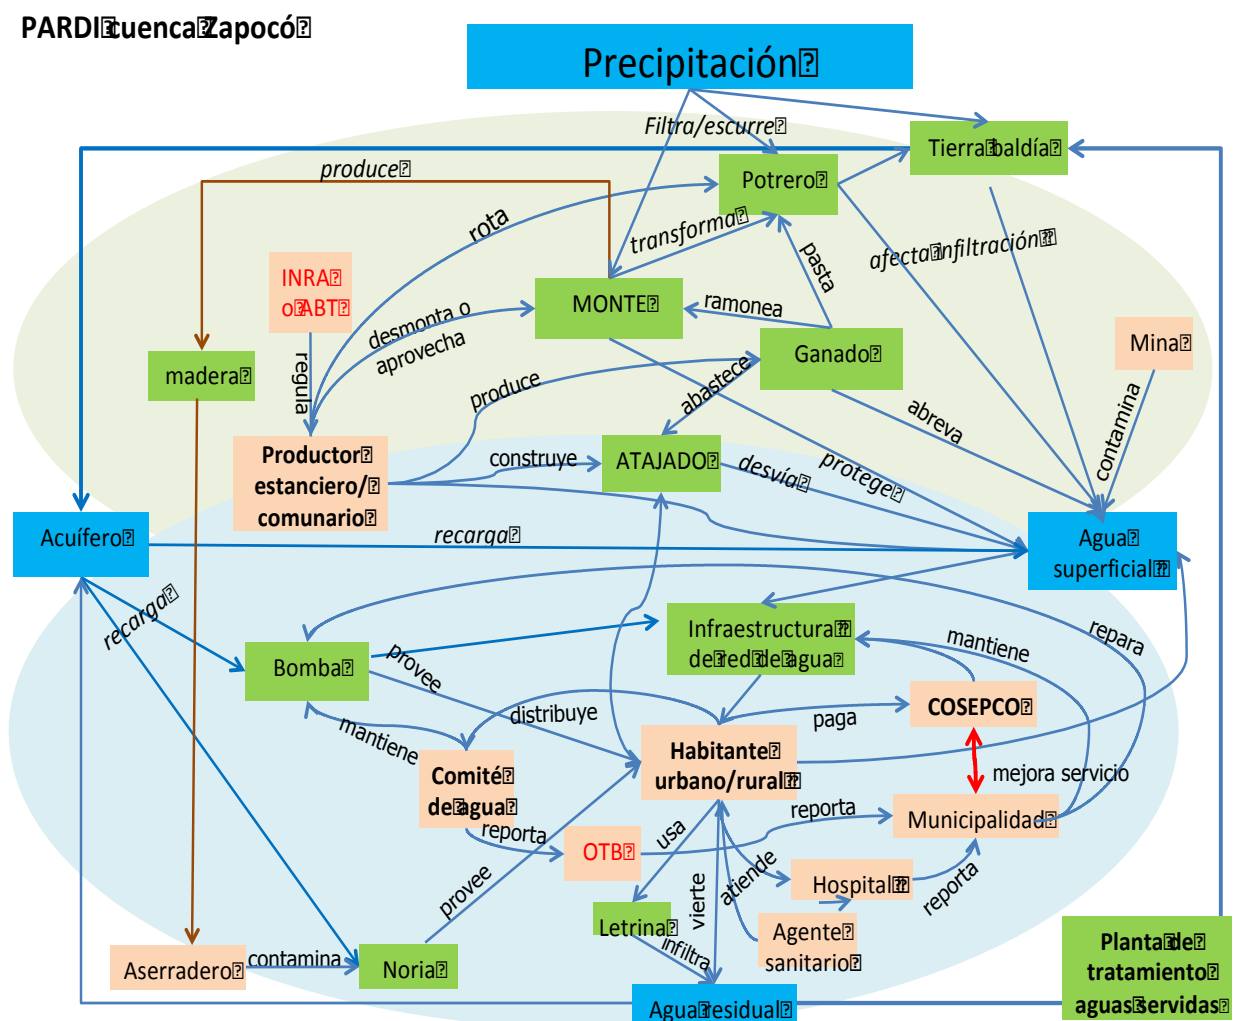 PARDI cuenca Zapocó
Precipitación
Filtra/escurre
Tierra baldía
produce
Potrero
rota
transforma
afecta infiltración
pasta
INRA
o ABT
MONTE
ramonea
desmonta o
aprovecha
Mina
Ganado
madera
regula
produce
abastece
abreva
contamina
Productor
estanciero/
comunario
construye
ATAJADO
desvía
protege
Acuífero
recarga
Agua
superficial
recarga
Infraestructura
de red de agua
mantiene
repara
Bomba
provee
distribuye
paga
COSEPCO
mantiene
Habitante
urbano/rural
Comité
de agua
mejora servicio
reporta
reporta
Municipalidad
usa
OTB
provee
vierte
atiende
Hospital
reporta
Letrina
Agente
sanitario
infiltra
Planta de
tratamiento
aguas servidas
Aserradero
contamina
Noria
Agua residual